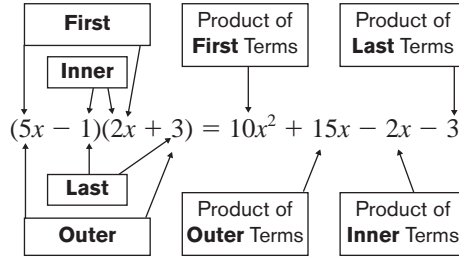 First
Product of
First Terms
Product of
Last Terms
Inner
(5x − 1)(2x + 3) = 10x² + 15x − 2x − 3
Last
Outer
Product of
Outer Terms
Product of
Inner Terms